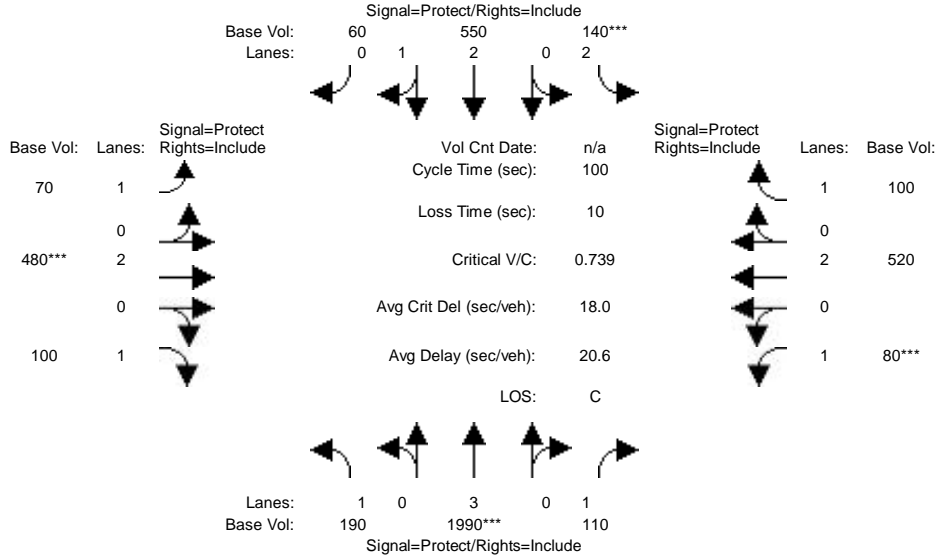 Signal=Protect/Rights=Include
Base Vol: 60 550 140***
Lanes: 0 1 2 0 2
Signal=Protect
Rights=Include
Base Vol: Lanes:
Vol Cnt Date: n/a
Signal=Protect
Rights=Include
Lanes: Base Vol:
Cycle Time (sec): 100
70 1
1 100
Loss Time (sec): 10
0
0
480*** 2
Critical V/C: 0.739
2 520
0
Avg Crit Del (sec/veh): 18.0
0
100 1
Avg Delay (sec/veh): 20.6
1 80***
LOS: C
Lanes: 1 0 3 0 1
Base Vol: 190 1990*** 110
Signal=Protect/Rights=Include